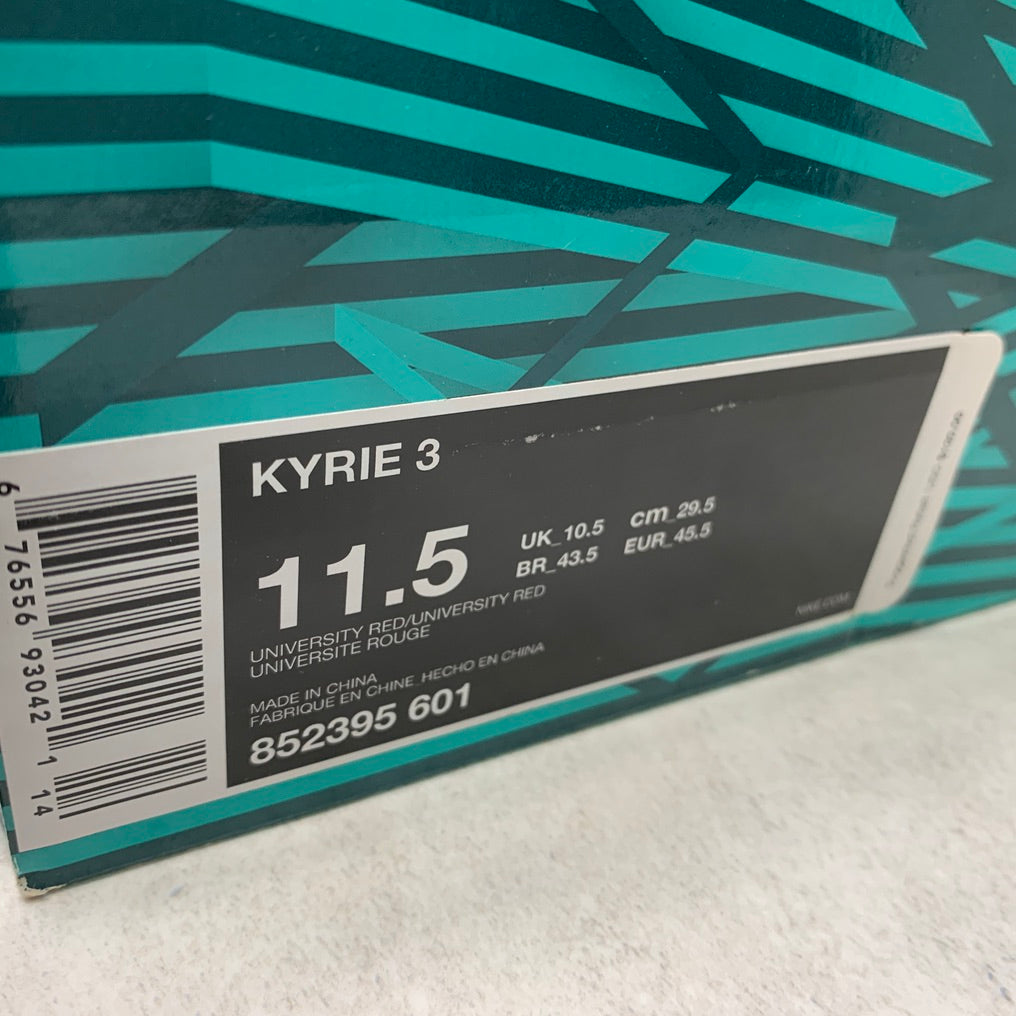 KYRIE 3
11.5
UK_10.5 cm_29.5
BR_43.5 EUR_45.5
UNIVERSITY RED/UNIVERSITY RED
UNIVERSITE ROUGE
MADE IN CHINA
FABRIQUE EN CHINE HECHO EN CHINA
852395 601
NIKE.COM
6 76556 93042 1 14